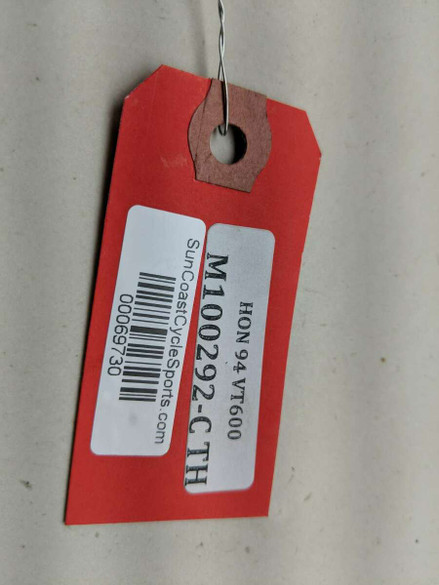 HON 94 VT600
M100292-C TH
SunCoastCycleSports.com
00069730